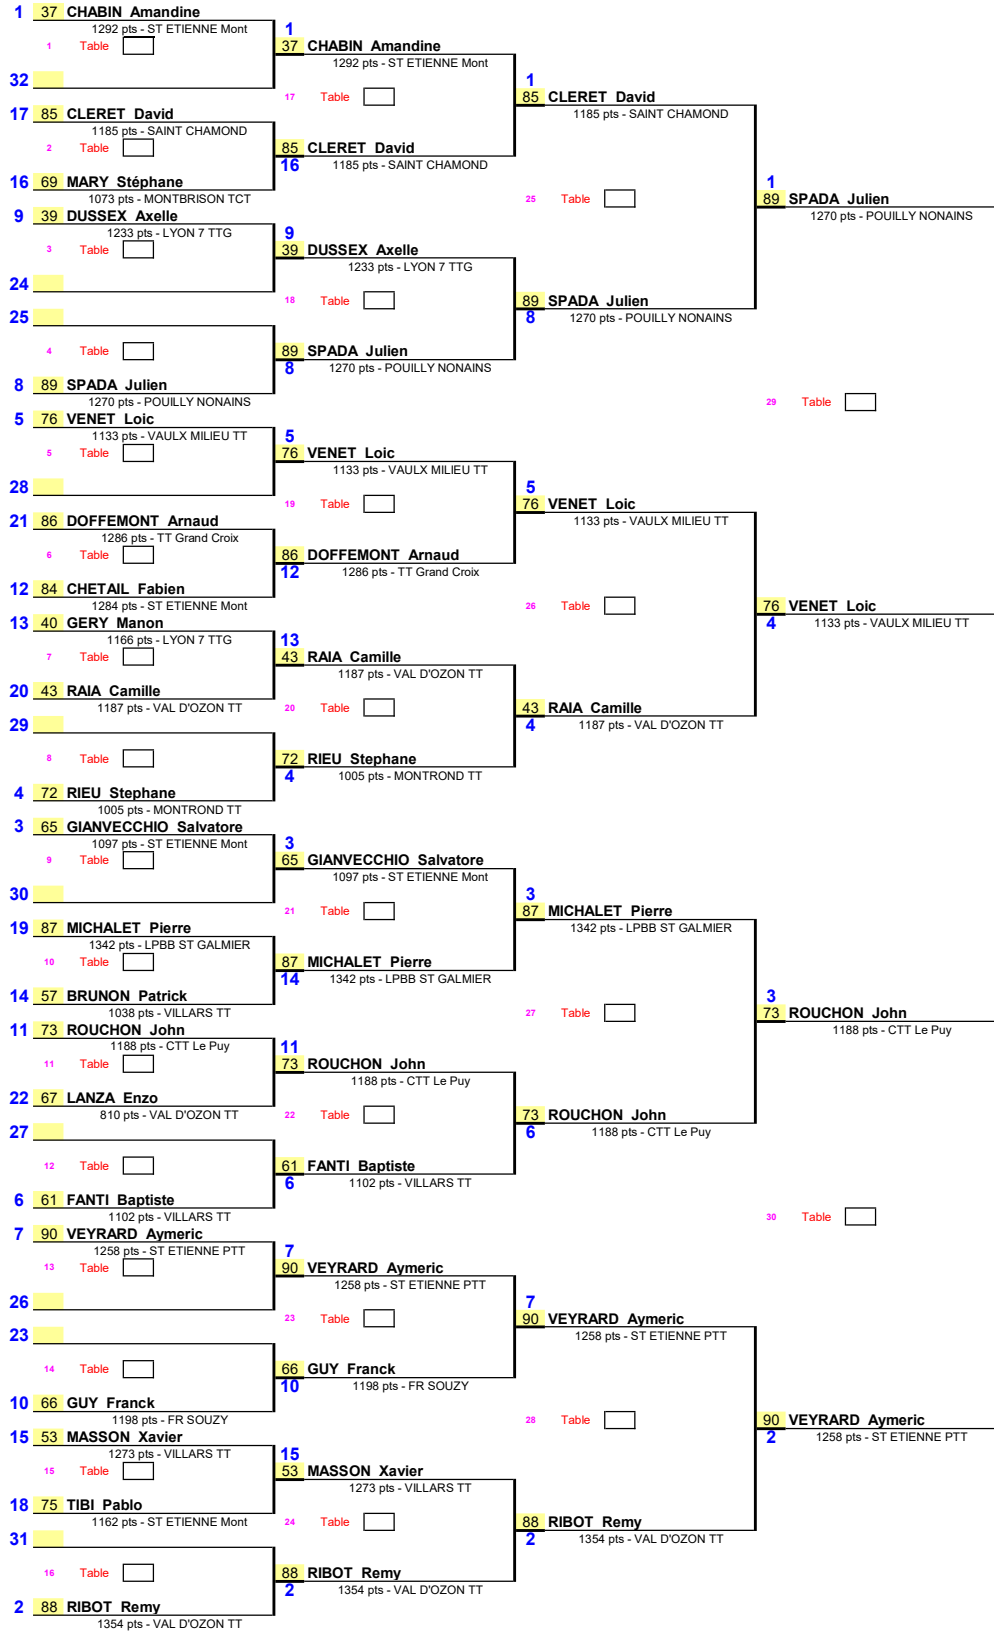 1 37 CHABIN Amandine
1292 pts - ST ETIENNE Mont
1 Table
32
17 85 CLERET David
1185 pts - SAINT CHAMOND
2 Table
16 69 MARY Stéphane
1073 pts - MONTBRISON TCT
9 39 DUSSEX Axelle
1233 pts - LYON 7 TTG
3 Table
24
25
4 Table
8 89 SPADA Julien
1270 pts - POUILLY NONAINS
5 76 VENET Loic
1133 pts - VAULX MILIEU TT
5 Table
28
21 86 DOFFEMONT Arnaud
1286 pts - TT Grand Croix
6 Table
12 84 CHETAIL Fabien
1284 pts - ST ETIENNE Mont
13 40 GERY Manon
1166 pts - LYON 7 TTG
7 Table
20 43 RAIA Camille
1187 pts - VAL D'OZON TT
29
8 Table
4 72 RIEU Stephane
1005 pts - MONTROND TT
3 65 GIANVECCHIO Salvatore
1097 pts - ST ETIENNE Mont
9 Table
30
19 87 MICHALET Pierre
1342 pts - LPBB ST GALMIER
10 Table
14 57 BRUNON Patrick
1038 pts - VILLARS TT
11 73 ROUCHON John
1188 pts - CTT Le Puy
11 Table
22 67 LANZA Enzo
810 pts - VAL D'OZON TT
27
12 Table
6 61 FANTI Baptiste
1102 pts - VILLARS TT
7 90 VEYRARD Aymeric
1258 pts - ST ETIENNE PTT
13 Table
26
23
14 Table
10 66 GUY Franck
1198 pts - FR SOUZY
15 53 MASSON Xavier
1273 pts - VILLARS TT
15 Table
18 75 TIBI Pablo
1162 pts - ST ETIENNE Mont
31
16 Table
2 88 RIBOT Remy
1354 pts - VAL D'OZON TT
1
37 CHABIN Amandine
1292 pts - ST ETIENNE Mont
17 Table
85 CLERET David
16 1185 pts - SAINT CHAMOND
9
39 DUSSEX Axelle
1233 pts - LYON 7 TTG
18 Table
89 SPADA Julien
8 1270 pts - POUILLY NONAINS
5
76 VENET Loic
1133 pts - VAULX MILIEU TT
19 Table
86 DOFFEMONT Arnaud
12 1286 pts - TT Grand Croix
13
43 RAIA Camille
1187 pts - VAL D'OZON TT
20 Table
72 RIEU Stephane
4 1005 pts - MONTROND TT
3
65 GIANVECCHIO Salvatore
1097 pts - ST ETIENNE Mont
21 Table
87 MICHALET Pierre
14 1342 pts - LPBB ST GALMIER
11
73 ROUCHON John
1188 pts - CTT Le Puy
22 Table
61 FANTI Baptiste
6 1102 pts - VILLARS TT
7
90 VEYRARD Aymeric
1258 pts - ST ETIENNE PTT
23 Table
66 GUY Franck
10 1198 pts - FR SOUZY
15
53 MASSON Xavier
1273 pts - VILLARS TT
24 Table
88 RIBOT Remy
2 1354 pts - VAL D'OZON TT
1
85 CLERET David
1185 pts - SAINT CHAMOND
25 Table
89 SPADA Julien
8 1270 pts - POUILLY NONAINS
5
76 VENET Loic
1133 pts - VAULX MILIEU TT
26 Table
43 RAIA Camille
4 1187 pts - VAL D'OZON TT
3
87 MICHALET Pierre
1342 pts - LPBB ST GALMIER
27 Table
73 ROUCHON John
6 1188 pts - CTT Le Puy
7
90 VEYRARD Aymeric
1258 pts - ST ETIENNE PTT
28 Table
88 RIBOT Remy
2 1354 pts - VAL D'OZON TT
1
89 SPADA Julien
1270 pts - POUILLY NONAINS
29 Table
76 VENET Loic
4 1133 pts - VAULX MILIEU TT
3
73 ROUCHON John
1188 pts - CTT Le Puy
30 Table
90 VEYRARD Aymeric
2 1258 pts - ST ETIENNE PTT